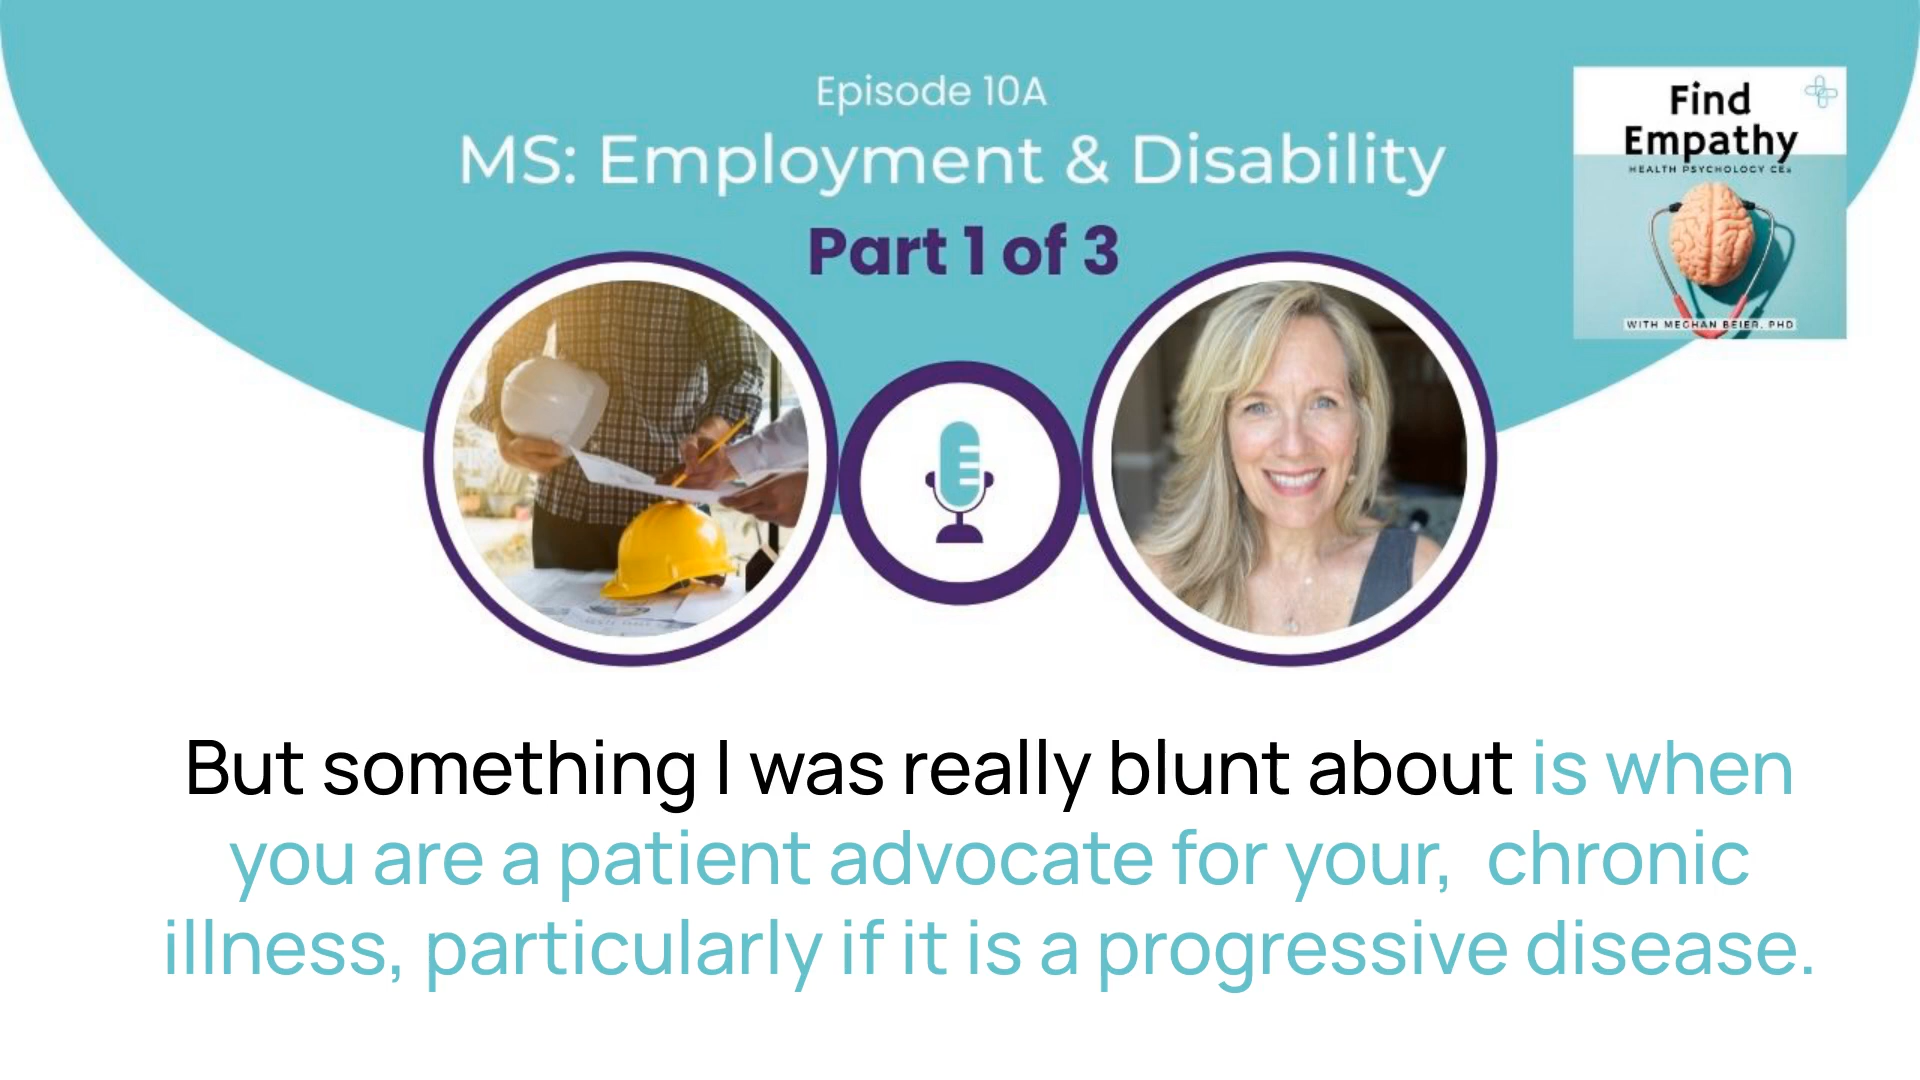 Episode 10A
MS: Employment & Disability
Part 1 of 3
Find
Empathy
HEALTH PSYCHOLOGY CEs
WITH MEGHAN BEIER, PHD
But something I was really blunt about is when
you are a patient advocate for your,  chronic
illness, particularly if it is a progressive disease.